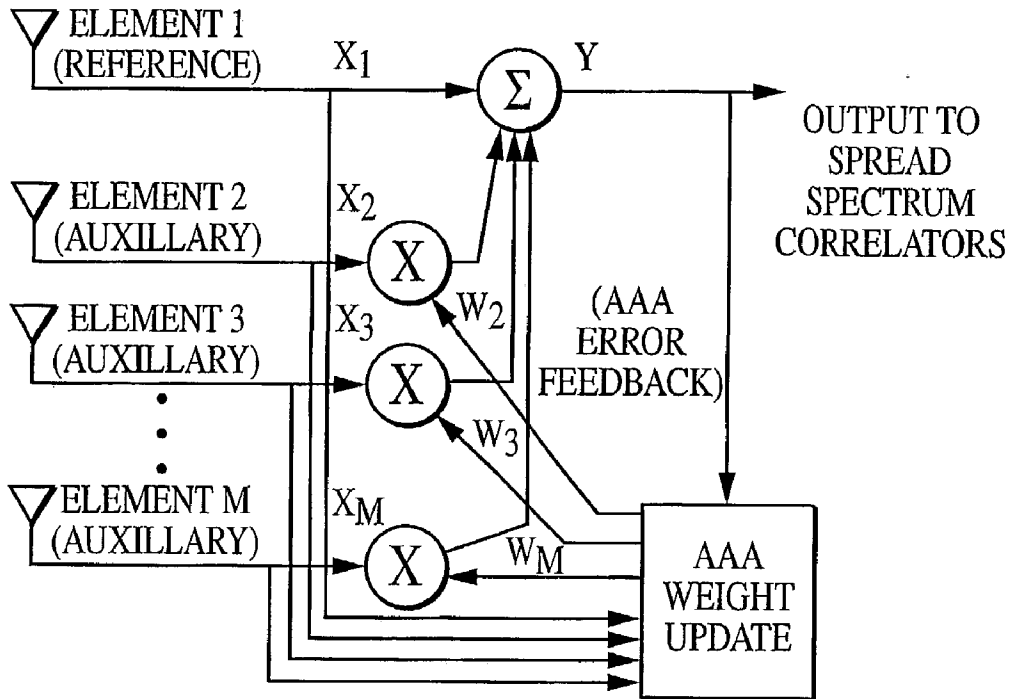 ELEMENT 1
(REFERENCE)
X1
Σ
Y
OUTPUT TO
SPREAD
SPECTRUM
CORRELATORS
ELEMENT 2
(AUXILLARY)
X2
X
W2
ELEMENT 3
(AUXILLARY)
X3
X
W3
(AAA
ERROR
FEEDBACK)
ELEMENT M
(AUXILLARY)
XM
X
WM
AAA
WEIGHT
UPDATE